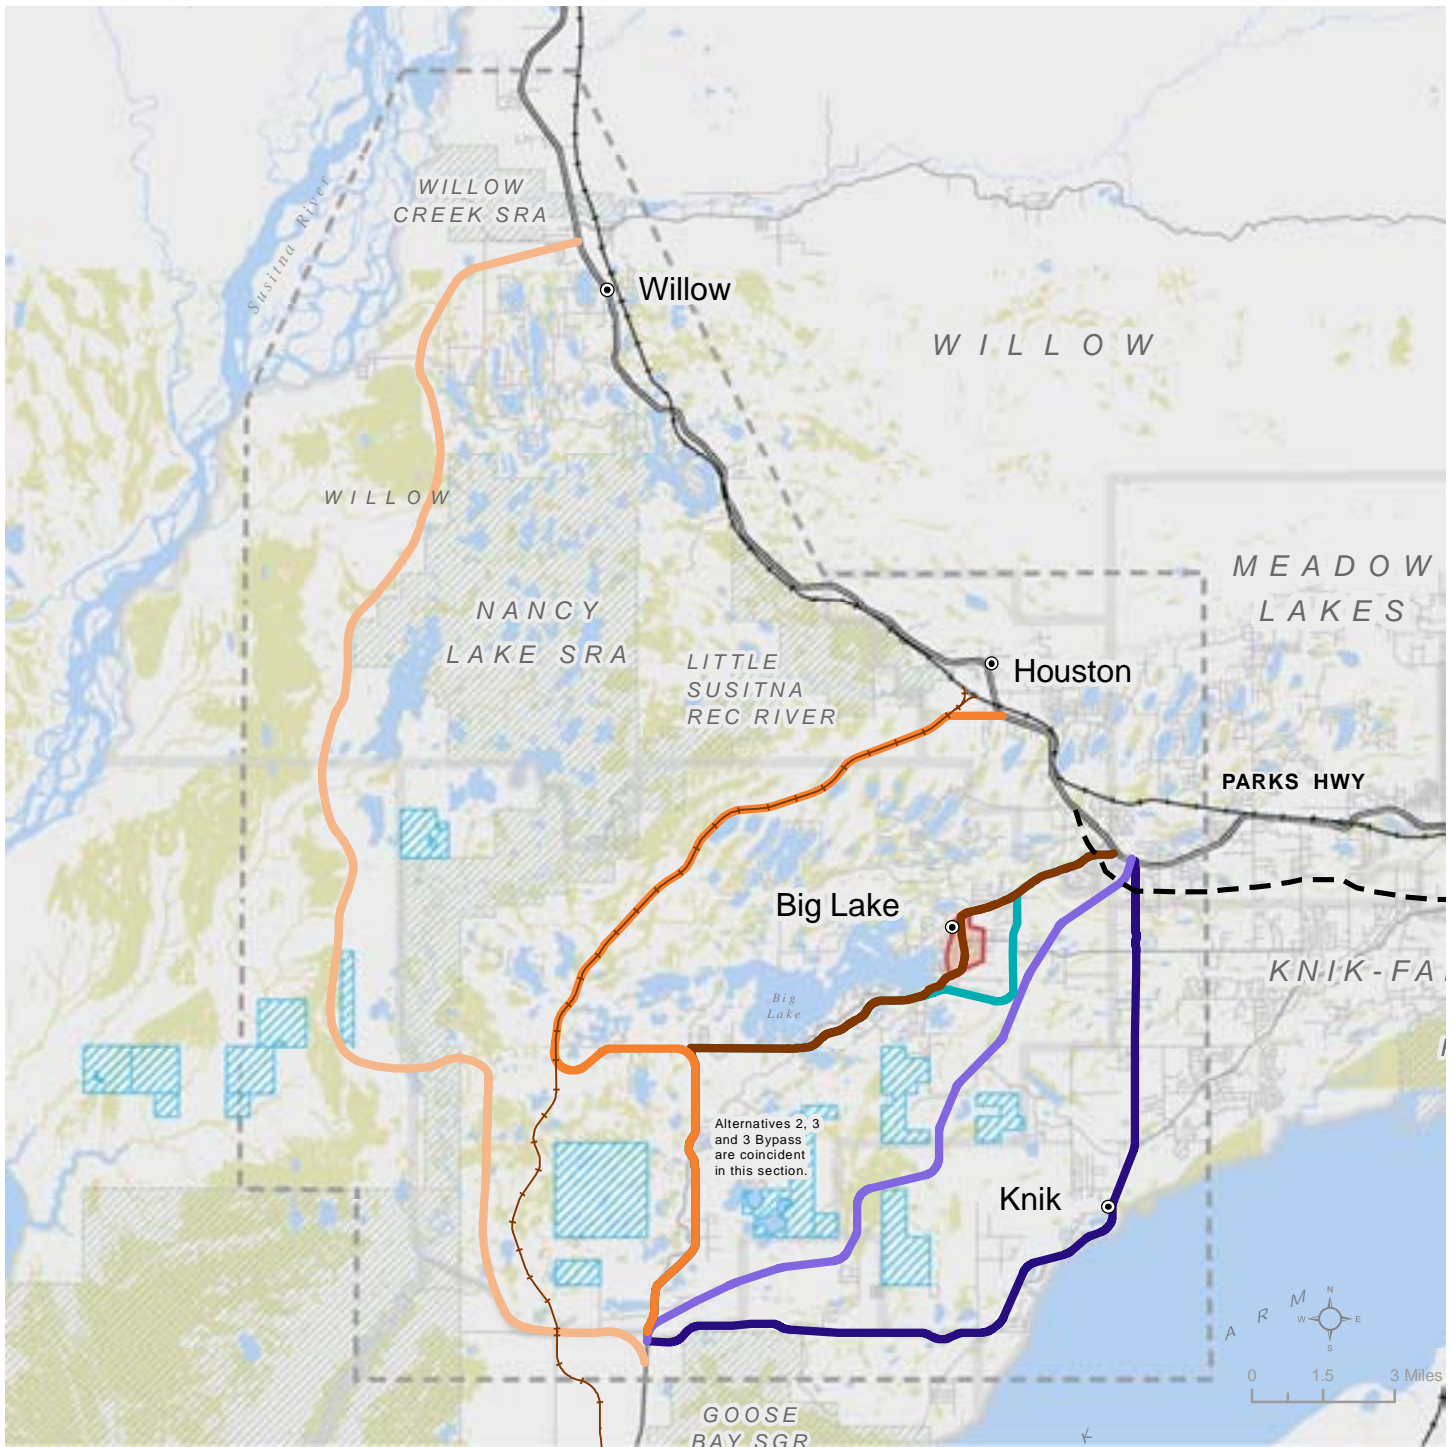 WILLOW
CREEK SRA
Susitna River
Willow
WILLOW
WILLOW
MEADOW
LAKES
NANCY
LAKE SRA
LITTLE
SUSITNA
REC RIVER
Houston
PARKS HWY
Big Lake
KNIK-FA
Big
Lake
Alternatives 2, 3
and 3 Bypass
are coincident
in this section.
Knik
N
W E
S
ARM
0 1.5 3 Miles
GOOSE
BAY SGR
K